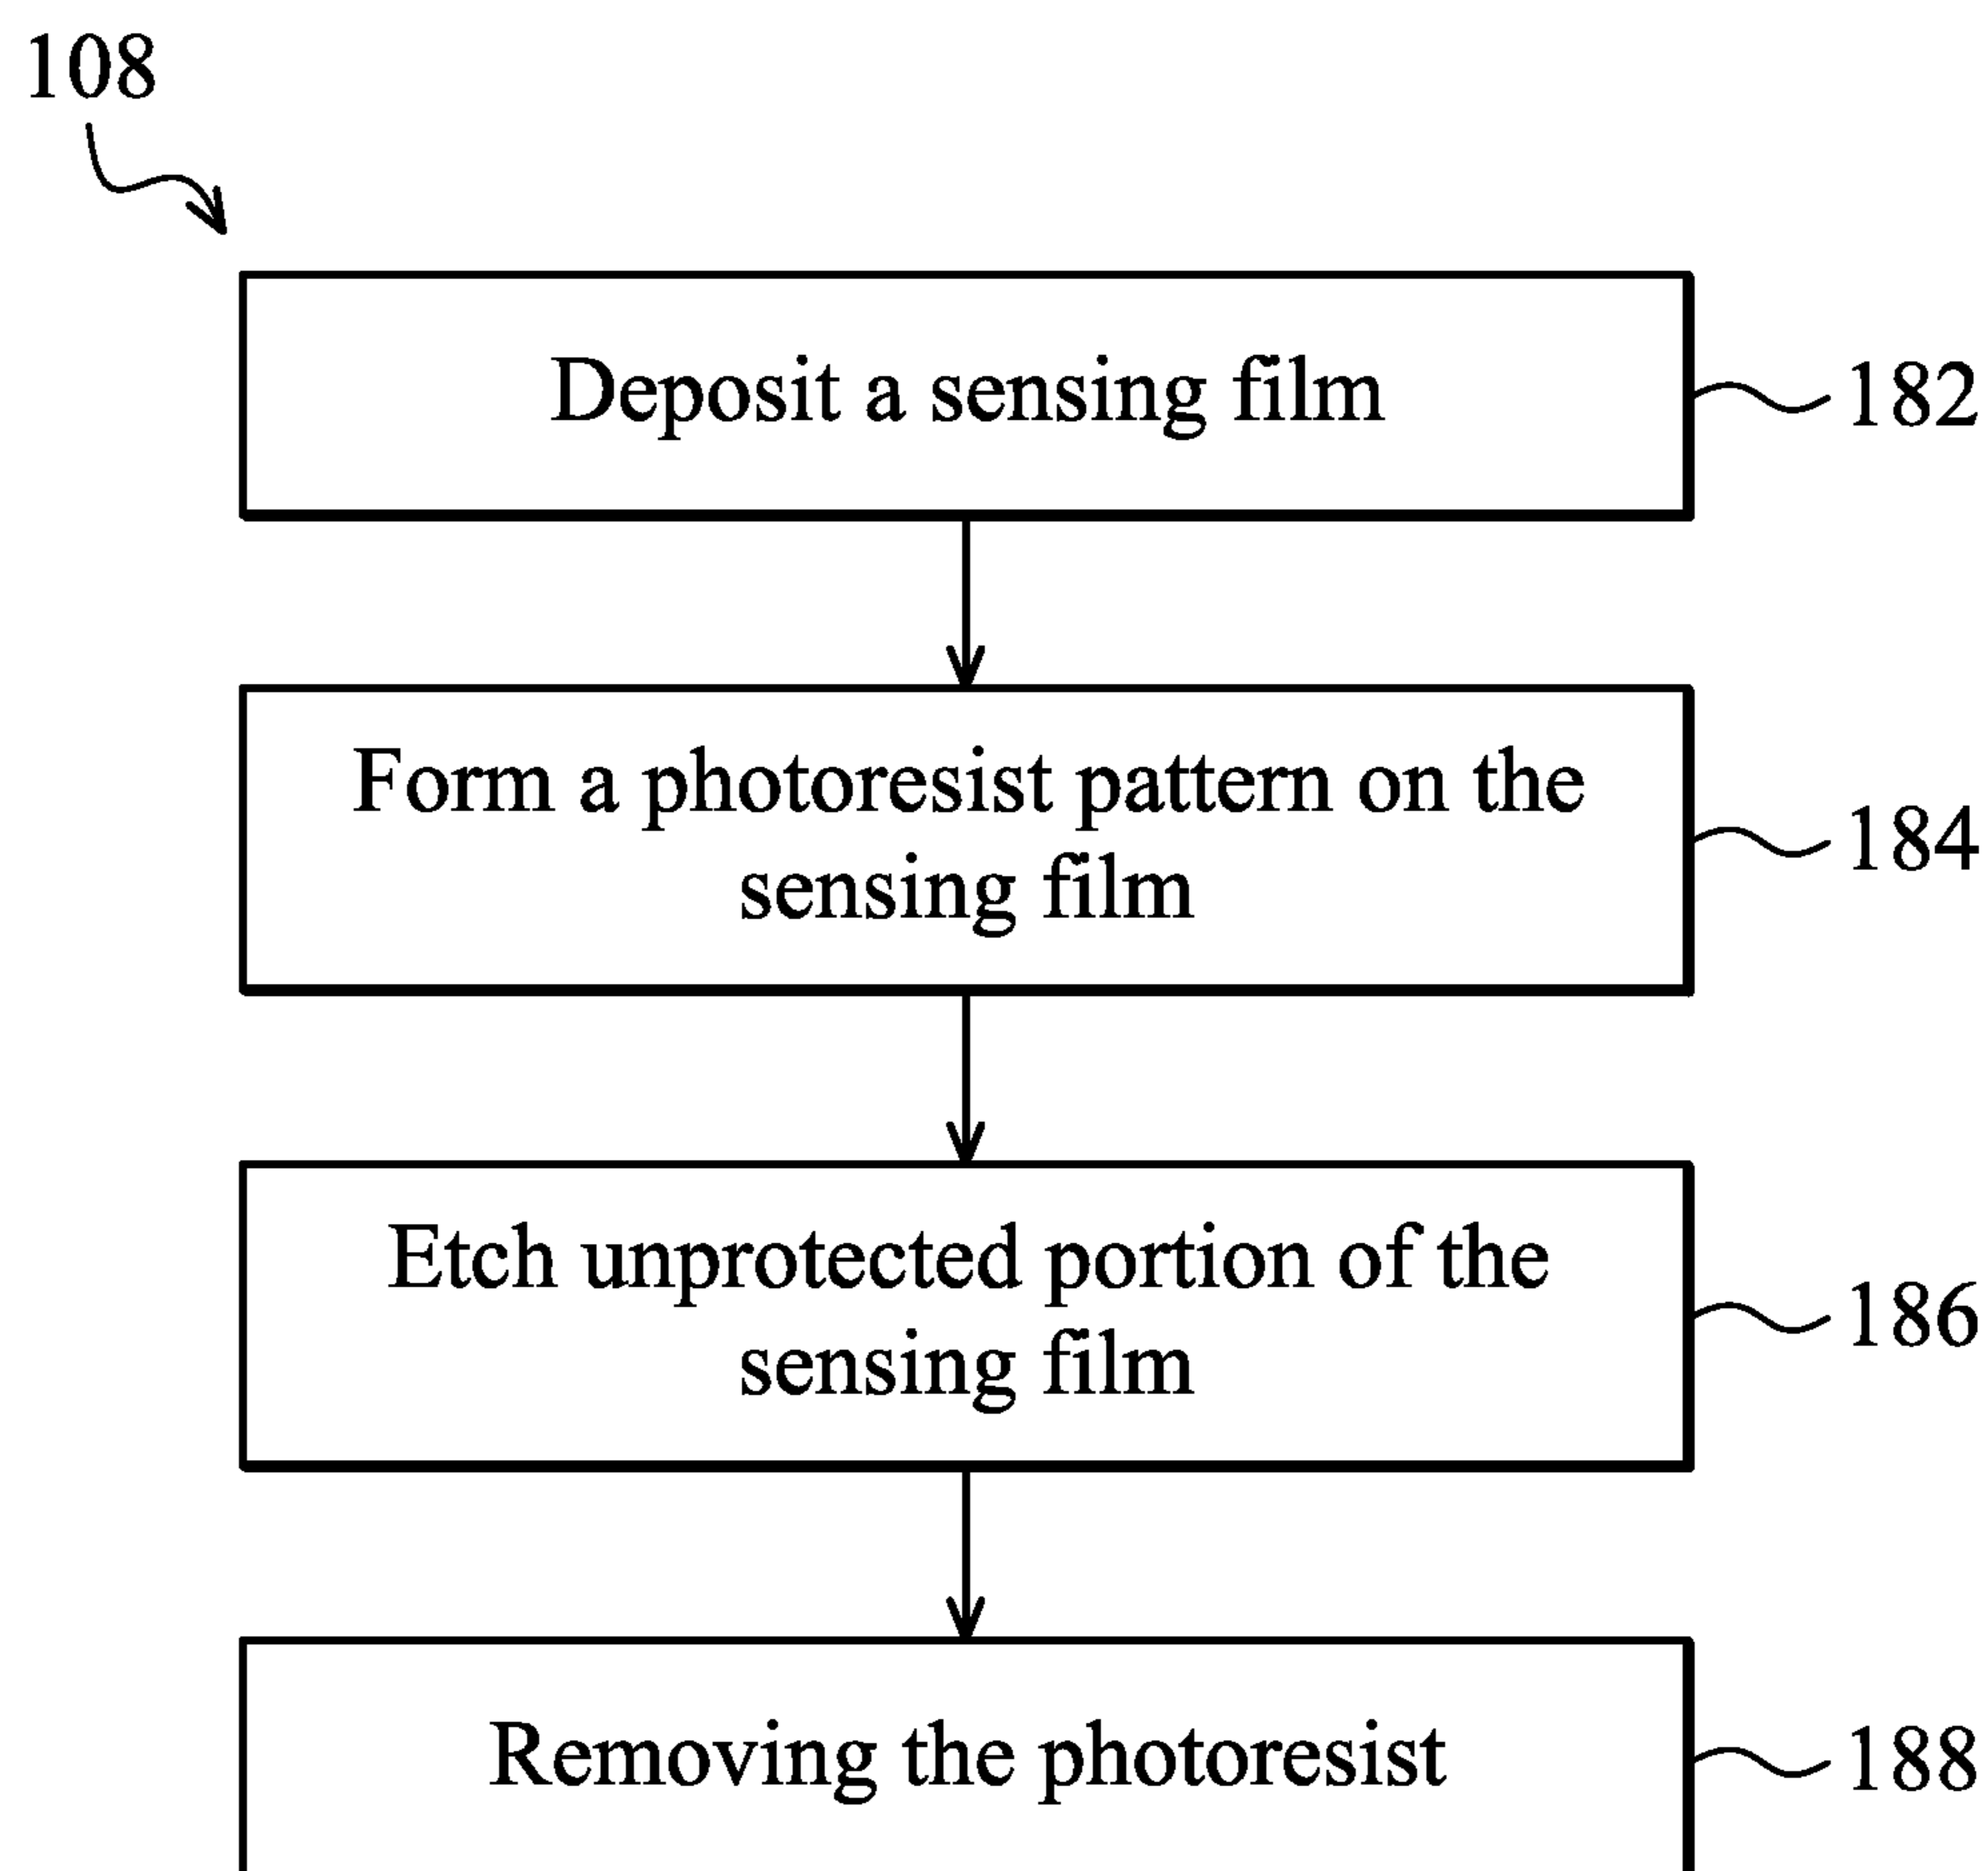 108
Deposit a sensing film
182
Form a photoresist pattern on the
sensing film
184
Etch unprotected portion of the
sensing film
186
Removing the photoresist
188